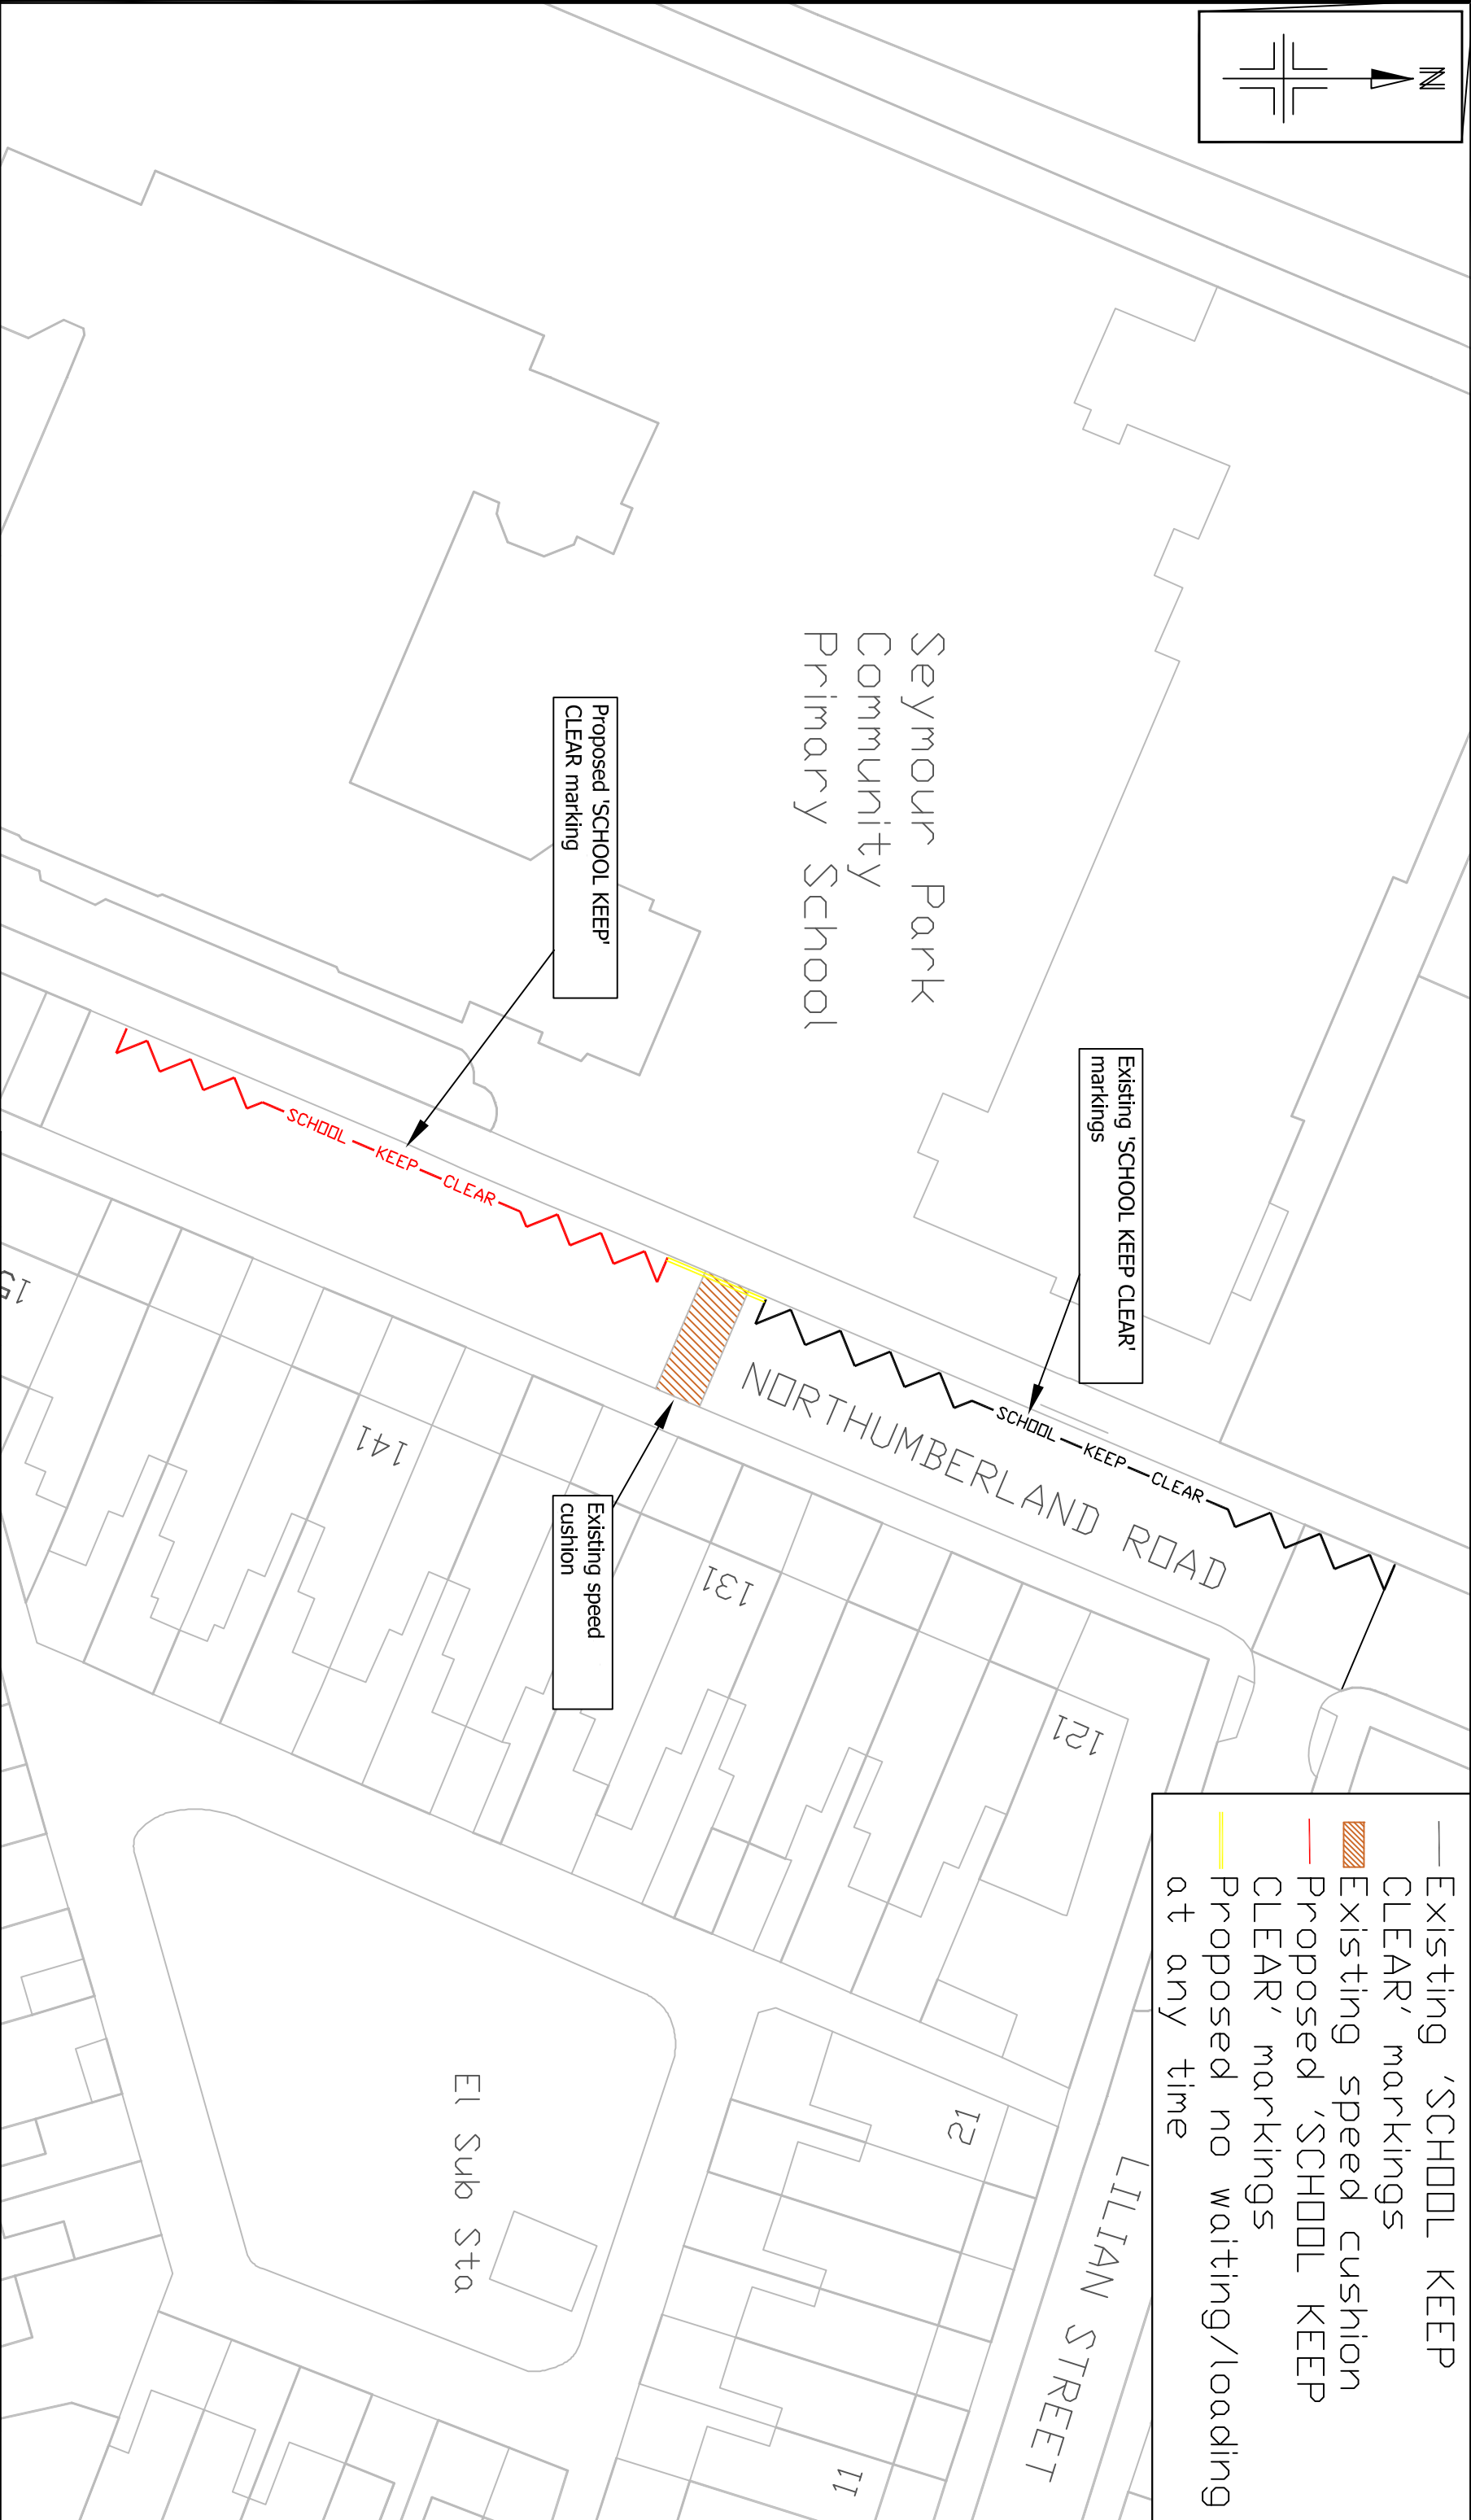 N
Existing 'SCHOOL KEEP
CLEAR' markings
Existing speed cushion
Proposed 'SCHOOL KEEP
CLEAR' markings
Proposed no waiting/loading
at any time
Existing 'SCHOOL KEEP CLEAR'
markings
SCHOOL KEEP CLEAR
NORTHUMBERLAND ROAD
Seymour Park
Community
Primary School
Proposed 'SCHOOL KEEP'
CLEAR marking
SCHOOL KEEP CLEAR
Existing speed
cushion
121
131
141
LILIAN STREET
21
11
El Sub Sta